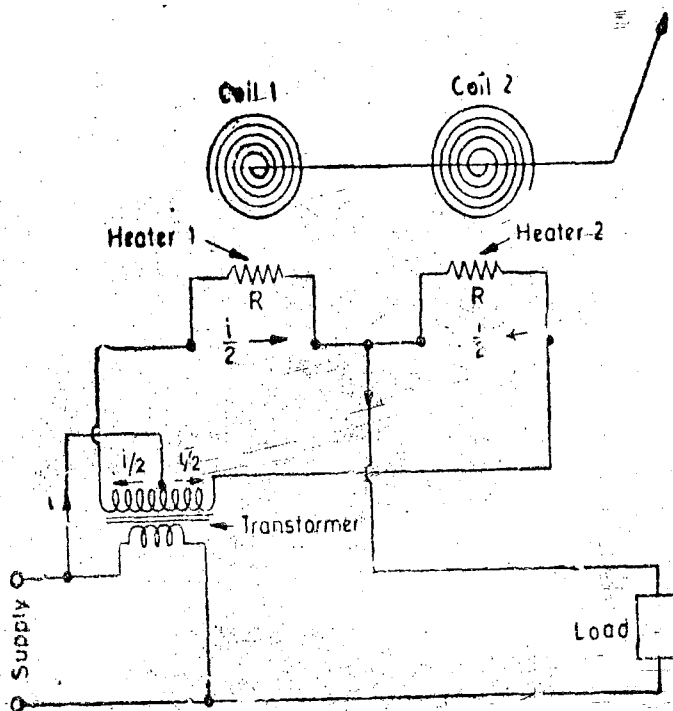 Coil 1
Coil 2
Heater 1
Heater 2
R
R
i/2
i/2
i/2
i/2
i
Transformer
Supply
Load